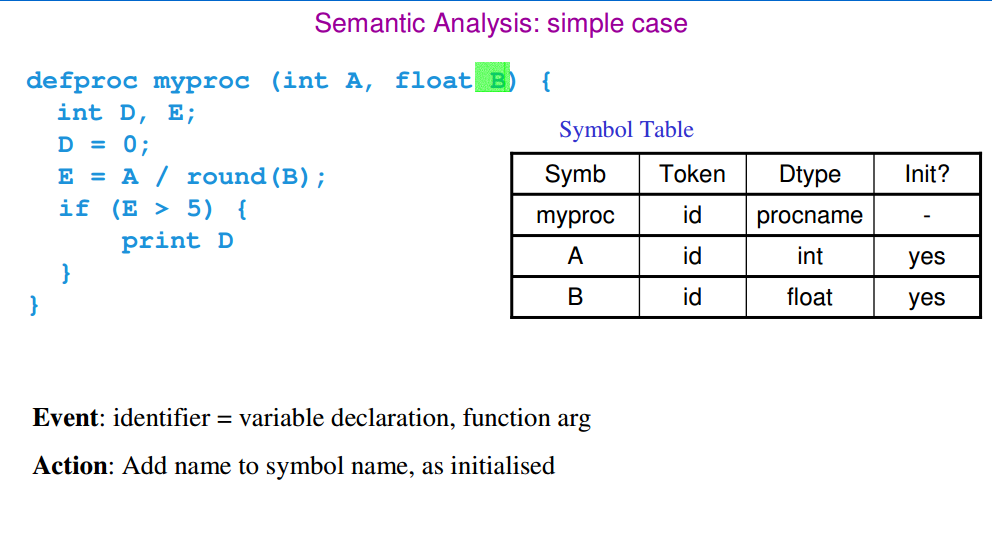 Semantic Analysis: simple case
defproc myproc (int A, float B) {
int D, E;
D = 0;
E = A / round(B);
if (E > 5) {
print D
}
}
Symbol Table
Symb Token Dtype Init?
myproc id procname -
A id int yes
B id float yes
Event: identifier = variable declaration, function arg
Action: Add name to symbol name, as initialised